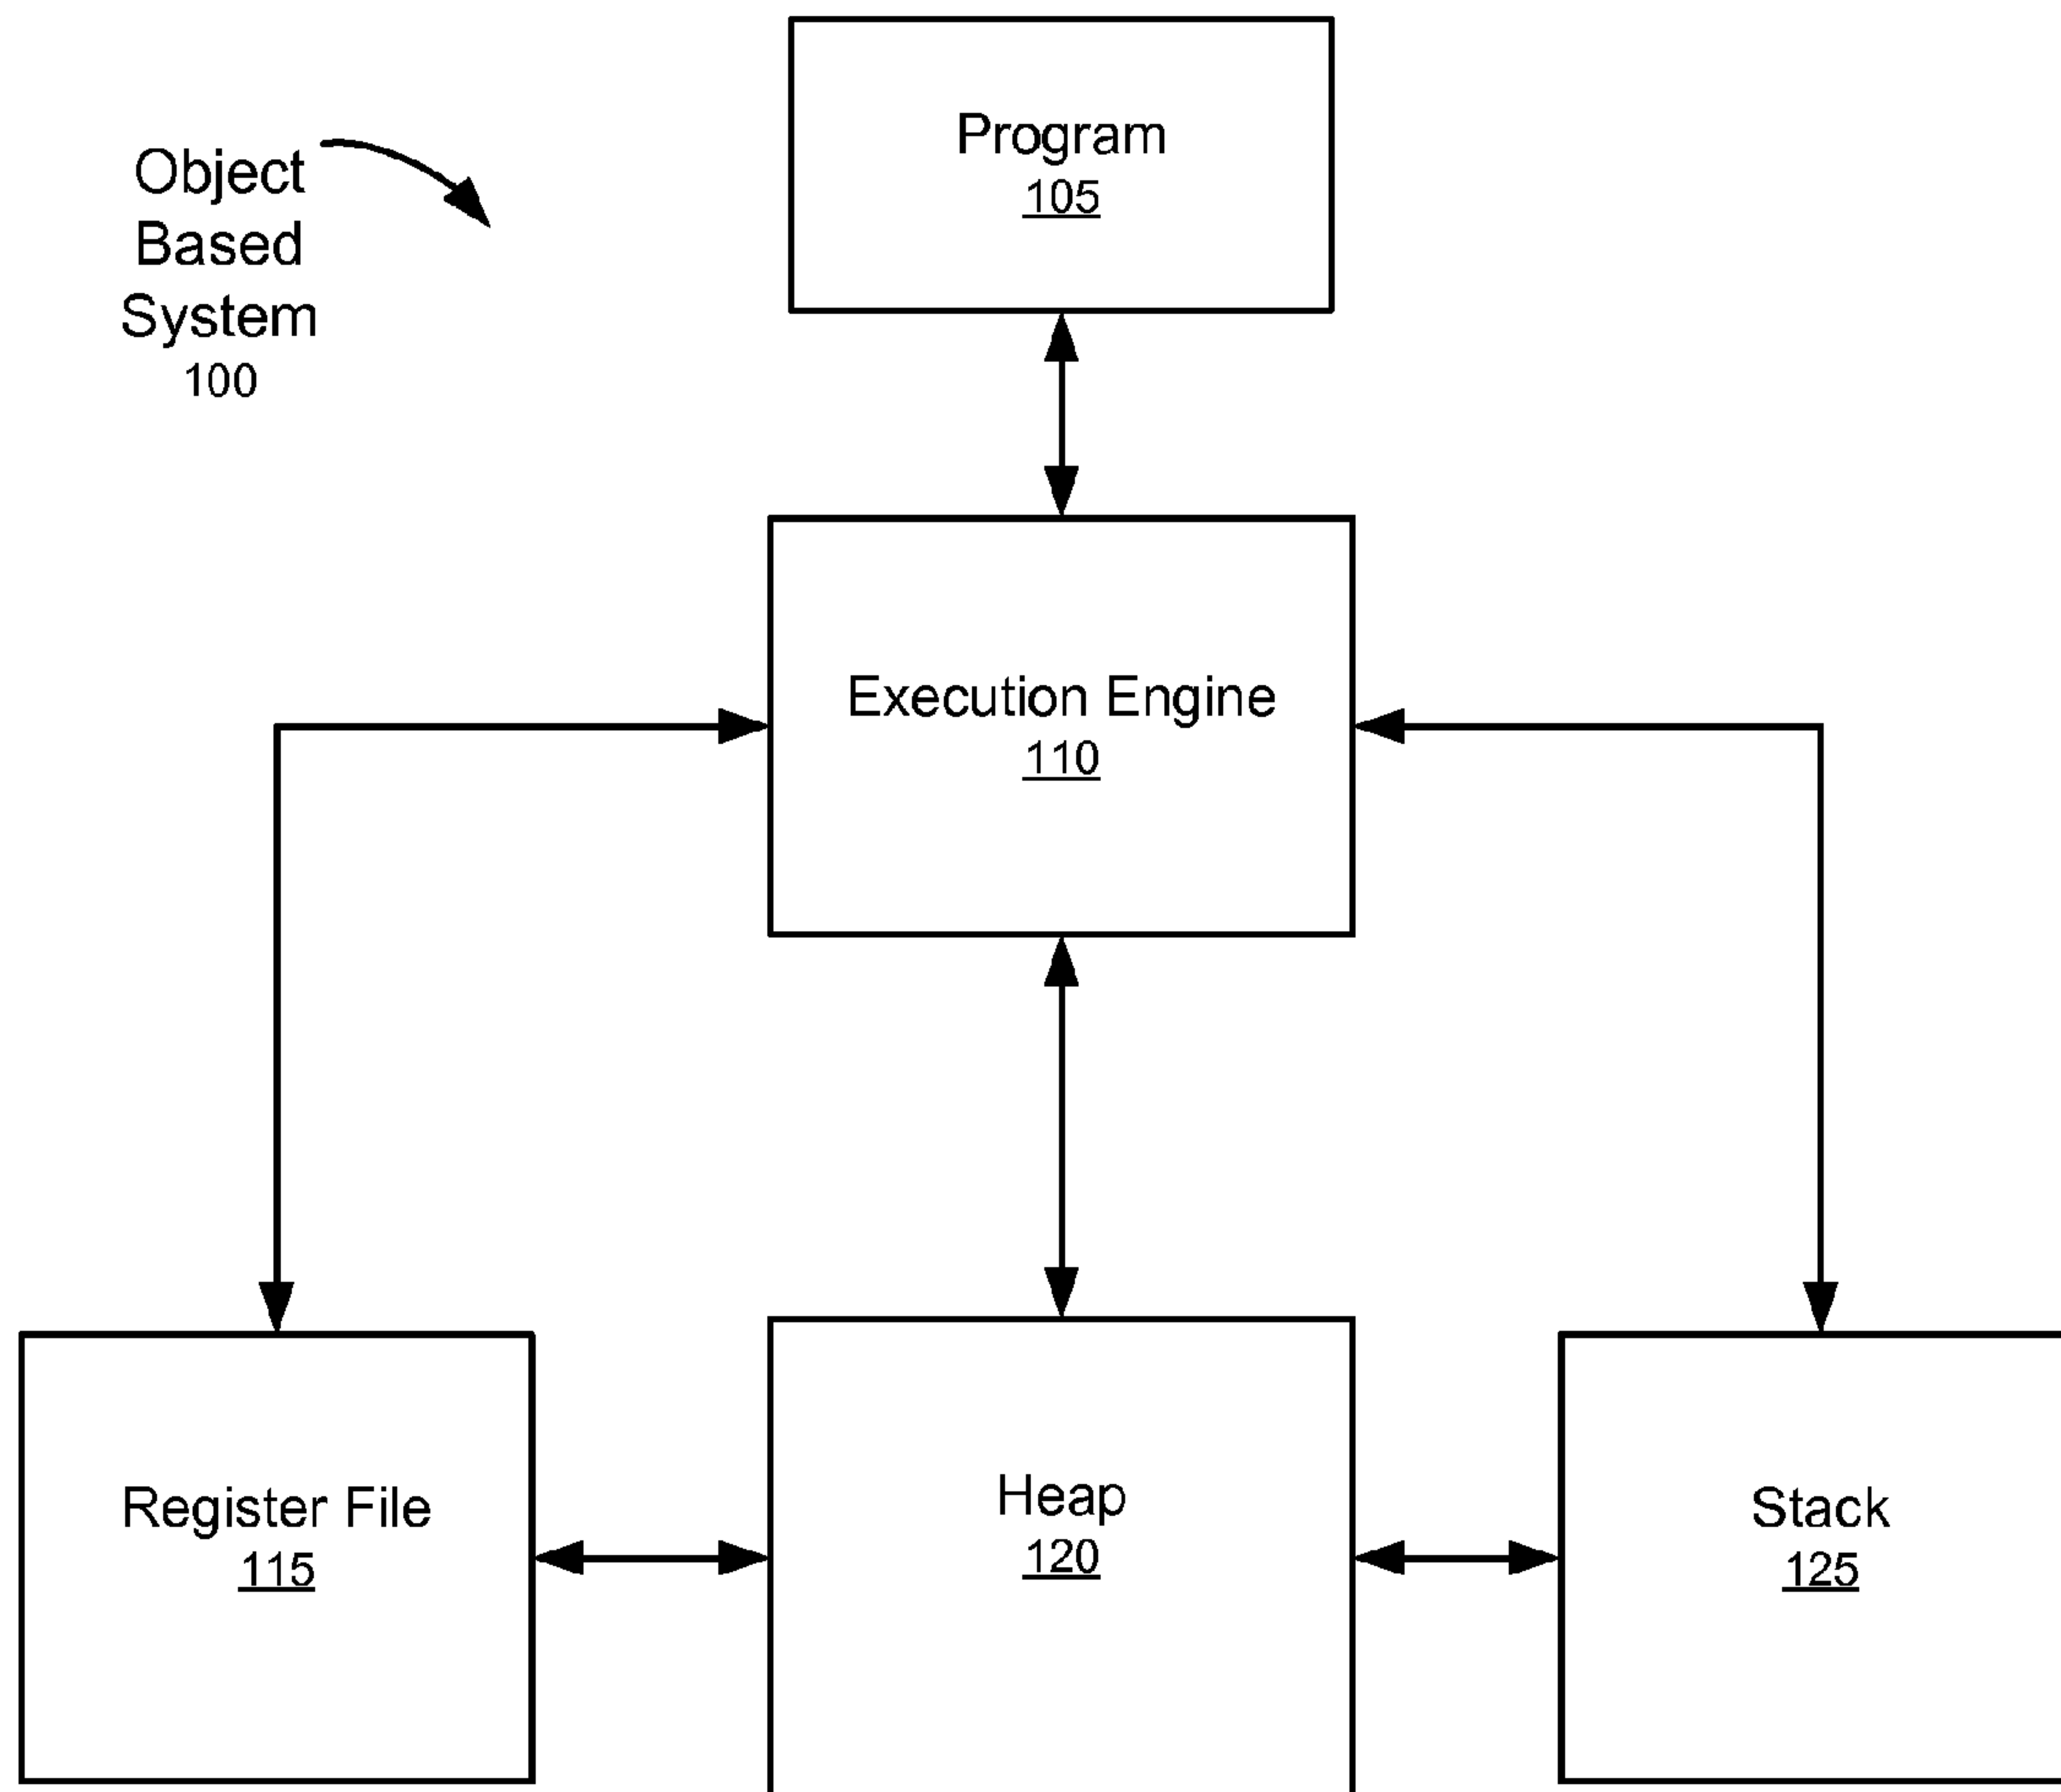 Program
105
Object
Based
System
100
Execution Engine
110
Register File
115
Heap
120
Stack
125